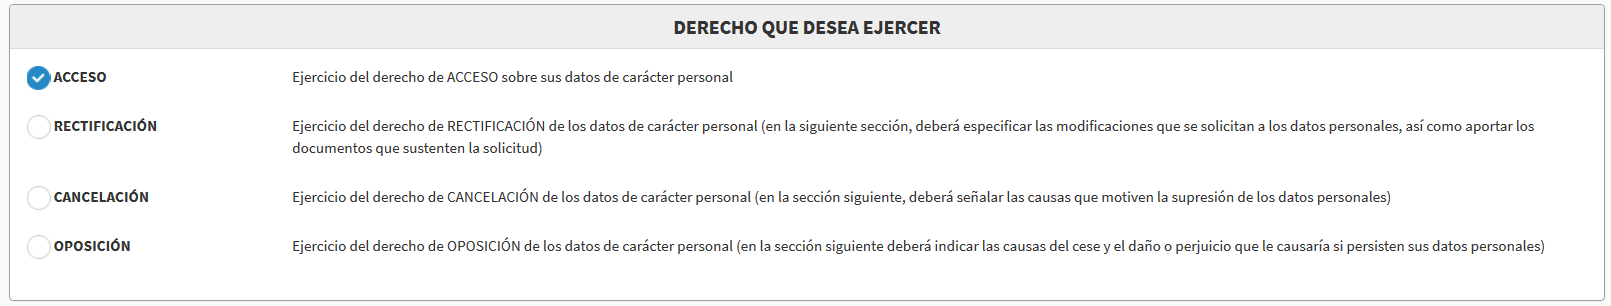 DERECHO QUE DESEA EJERCER
ACCESO Ejercicio del derecho de ACCESO sobre sus datos de carácter personal
RECTIFICACIÓN Ejercicio del derecho de RECTIFICACIÓN de los datos de carácter personal (en la siguiente sección, deberá especificar las modificaciones que se solicitan a los datos personales, así como aportar los
documentos que sustenten la solicitud)
CANCELACIÓN Ejercicio del derecho de CANCELACIÓN de los datos de carácter personal (en la sección siguiente, deberá señalar las causas que motiven la supresión de los datos personales)
OPOSICIÓN Ejercicio del derecho de OPOSICIÓN de los datos de carácter personal (en la sección siguiente deberá indicar las causas del cese y el daño o perjuicio que le causaría si persisten sus datos personales)